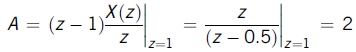 A = (z − 1) X(z)/z |z=1 = z/(z − 0.5) |z=1 = 2